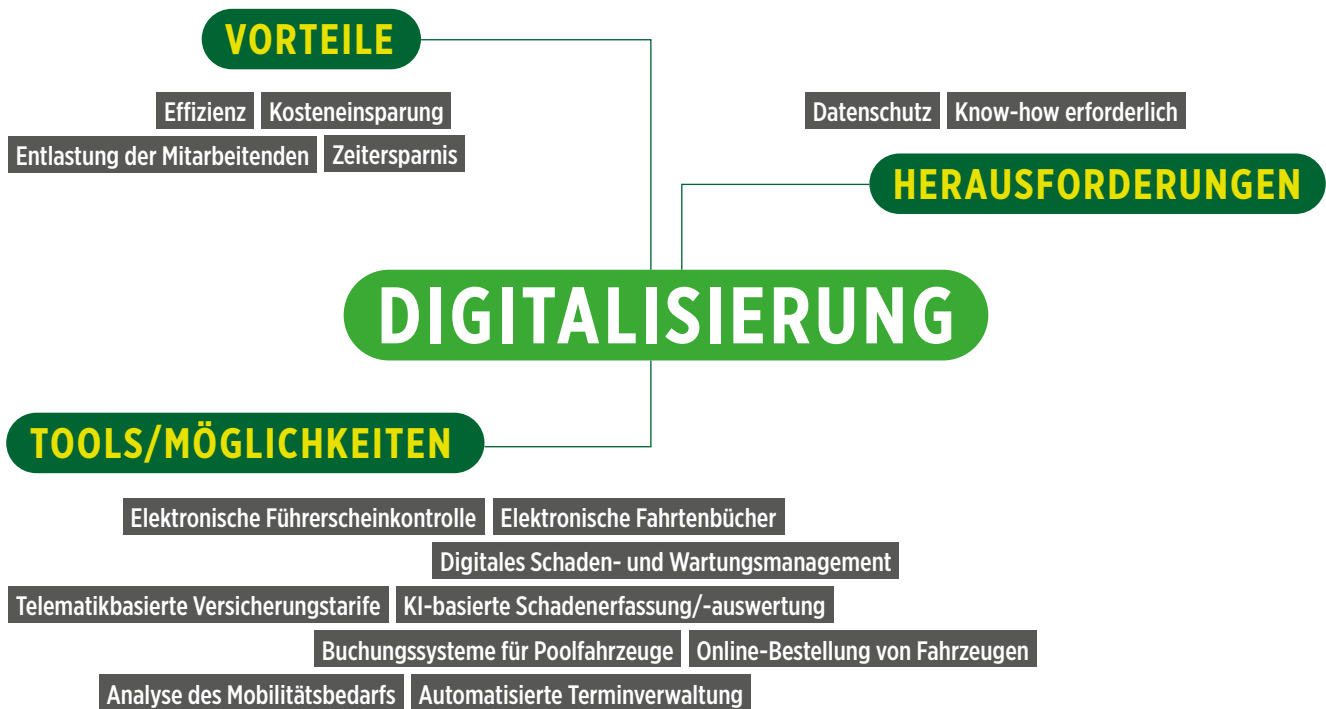 VORTEILE
Effizienz Kosteneinsparung
Entlastung der Mitarbeitenden Zeitersparnis
Datenschutz Know-how erforderlich
HERAUSFORDERUNGEN
DIGITALISIERUNG
TOOLS/MÖGLICHKEITEN
Elektronische Führerscheinkontrolle Elektronische Fahrtenbücher
Digitales Schaden- und Wartungsmanagement
Telematikbasierte Versicherungstarife KI-basierte Schadenerfassung/-auswertung
Buchungssysteme für Poolfahrzeuge Online-Bestellung von Fahrzeugen
Analyse des Mobilitätsbedarfs Automatisierte Terminverwaltung